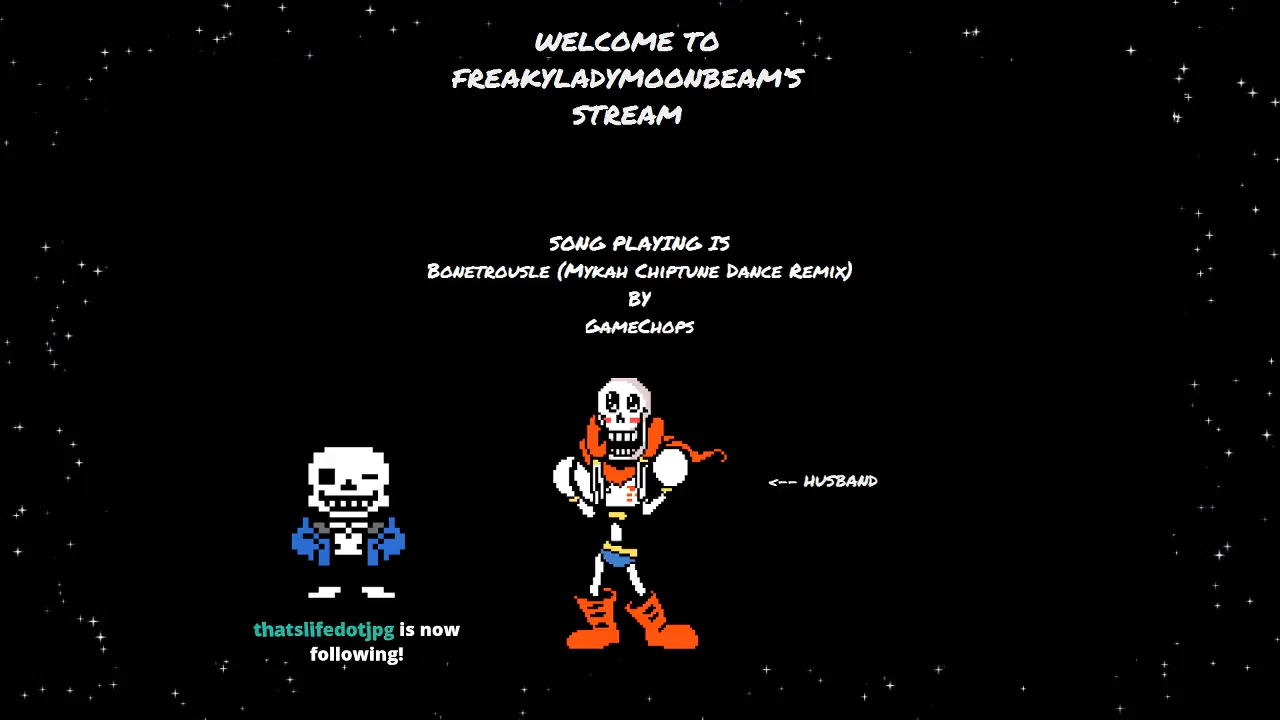 WELCOME TO
FREAKYLADYMOONBEAM'S
STREAM
SONG PLAYING IS
Bonetrousle (Mykah Chiptune Dance Remix)
BY
GameChops
<-- HUSBAND
thatslifedotjpg is now
following!